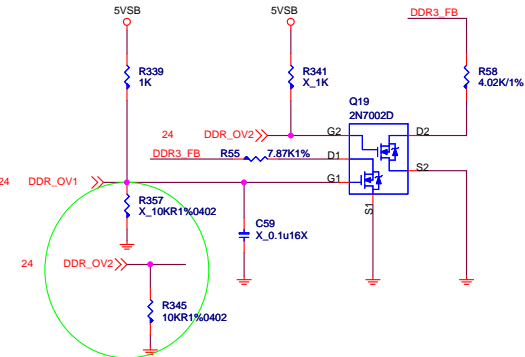 5VSB
5VSB
DDR3_FB
R339
1K
R341
X_1K
R58
4.02K/1%
Q19
2N7002D
24 DDR_OV2 G2 D2
DDR3_FB R55 7.87K1% D1
S2
24 DDR_OV1 G1
S1
R357
X_10KR1%0402
C59
X_0.1u16X
24 DDR_OV2
R345
10KR1%0402